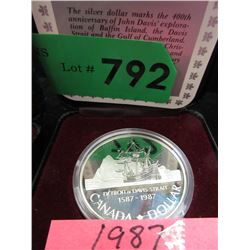 The silver dollar marks the 400th
anniversary of John Davis' explora-
tion of Baffin Island, the Davis
Strait and the Gulf of Cumberland.
Lot # 792
DÉTROIT de DAVIS STRAIT
1587-1987
CANADA DOLLAR
1987